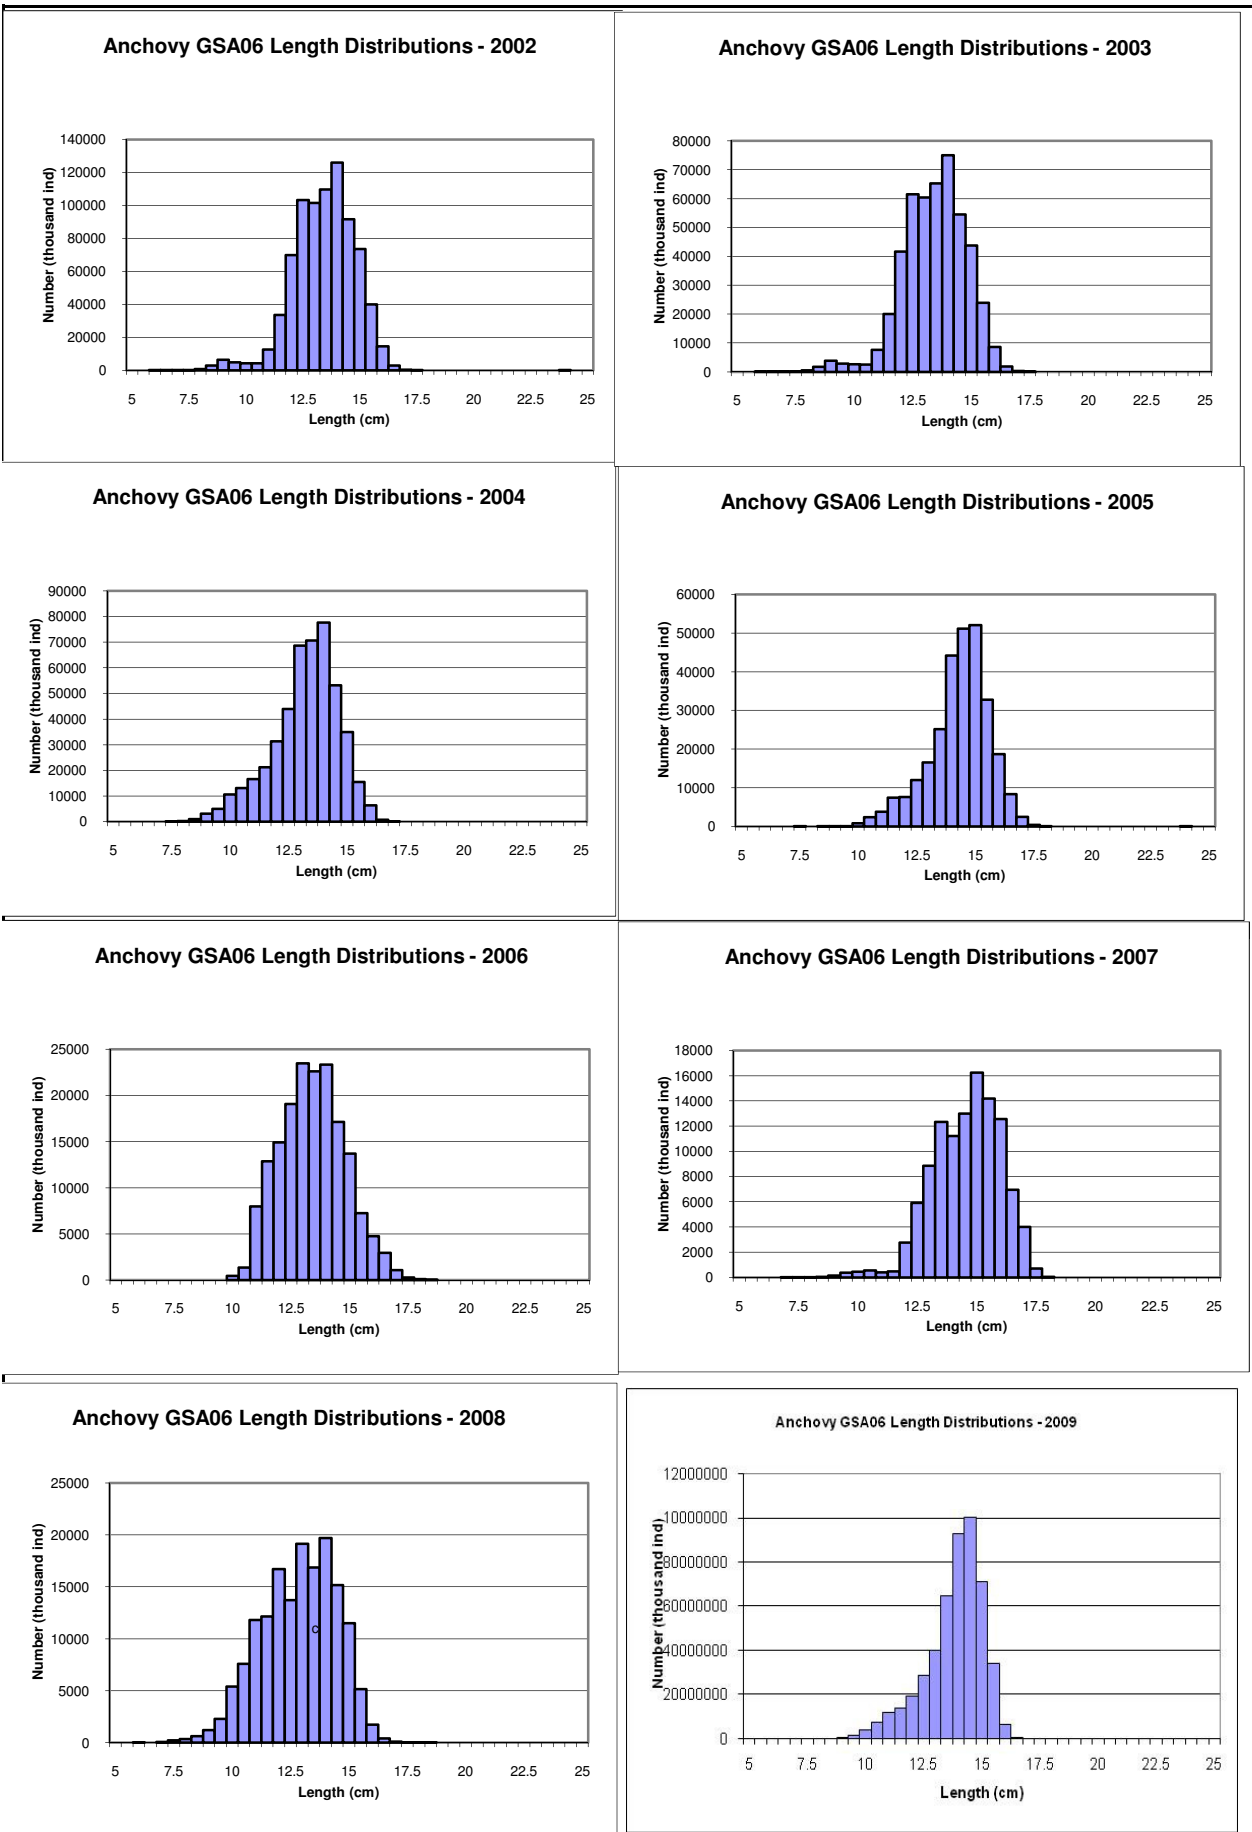 Anchovy GSA06 Length Distributions - 2002
Number (thousand ind)
140000
120000
100000
80000
60000
40000
20000
0
5 7.5 10 12.5 15 17.5 20 22.5 25
Length (cm)
Anchovy GSA06 Length Distributions - 2003
Number (thousand ind)
80000
70000
60000
50000
40000
30000
20000
10000
0
5 7.5 10 12.5 15 17.5 20 22.5 25
Length (cm)
Anchovy GSA06 Length Distributions - 2004
Number (thousand ind)
90000
80000
70000
60000
50000
40000
30000
20000
10000
0
5 7.5 10 12.5 15 17.5 20 22.5 25
Length (cm)
Anchovy GSA06 Length Distributions - 2005
Number (thousand ind)
60000
50000
40000
30000
20000
10000
0
5 7.5 10 12.5 15 17.5 20 22.5 25
Length (cm)
Anchovy GSA06 Length Distributions - 2006
Number (thousand ind)
25000
20000
15000
10000
5000
0
5 7.5 10 12.5 15 17.5 20 22.5 25
Length (cm)
Anchovy GSA06 Length Distributions - 2007
Number (thousand ind)
18000
16000
14000
12000
10000
8000
6000
4000
2000
0
5 7.5 10 12.5 15 17.5 20 22.5 25
Length (cm)
Anchovy GSA06 Length Distributions - 2008
Number (thousand ind)
25000
20000
15000
10000
5000
0
c
5 7.5 10 12.5 15 17.5 20 22.5 25
Length (cm)
Anchovy GSA06 Length Distributions - 2009
Number (thousand ind)
12000000
10000000
80000000
60000000
40000000
20000000
0
5 7.5 10 12.5 15 17.5 20 22.5 25
Length (cm)